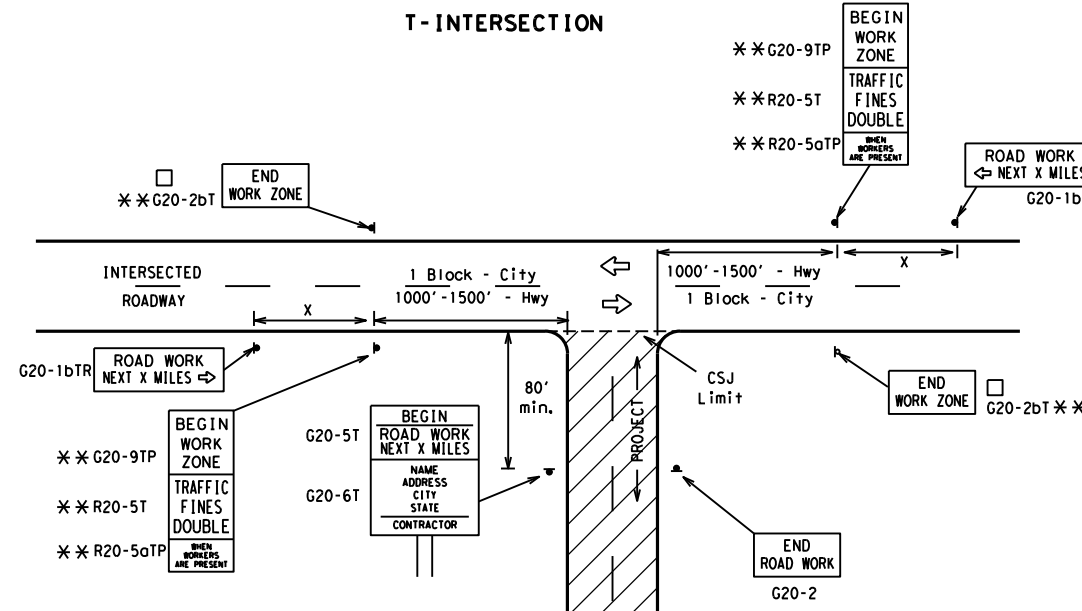 T-INTERSECTION
BEGIN
WORK
ZONE
TRAFFIC
FINES
DOUBLE
WHEN
WORKERS
ARE PRESENT
**G20-9TP
**R20-5T
**R20-5aTP
ROAD WORK
⇦ NEXT X MILES
G20-1b
□
**G20-2bT
END
WORK ZONE
INTERSECTED
ROADWAY
X
1 Block - City
1000'-1500' - Hwy
⇦
⇨
1000'-1500' - Hwy
1 Block - City
X
G20-1bTR
ROAD WORK
NEXT X MILES ⇨
80'
min.
CSJ
Limit
PROJECT
END
WORK ZONE
□
G20-2bT **
**G20-9TP
**R20-5T
**R20-5aTP
BEGIN
WORK
ZONE
TRAFFIC
FINES
DOUBLE
WHEN
WORKERS
ARE PRESENT
G20-5T
G20-6T
BEGIN
ROAD WORK
NEXT X MILES
NAME
ADDRESS
CITY
STATE
CONTRACTOR
END
ROAD WORK
G20-2